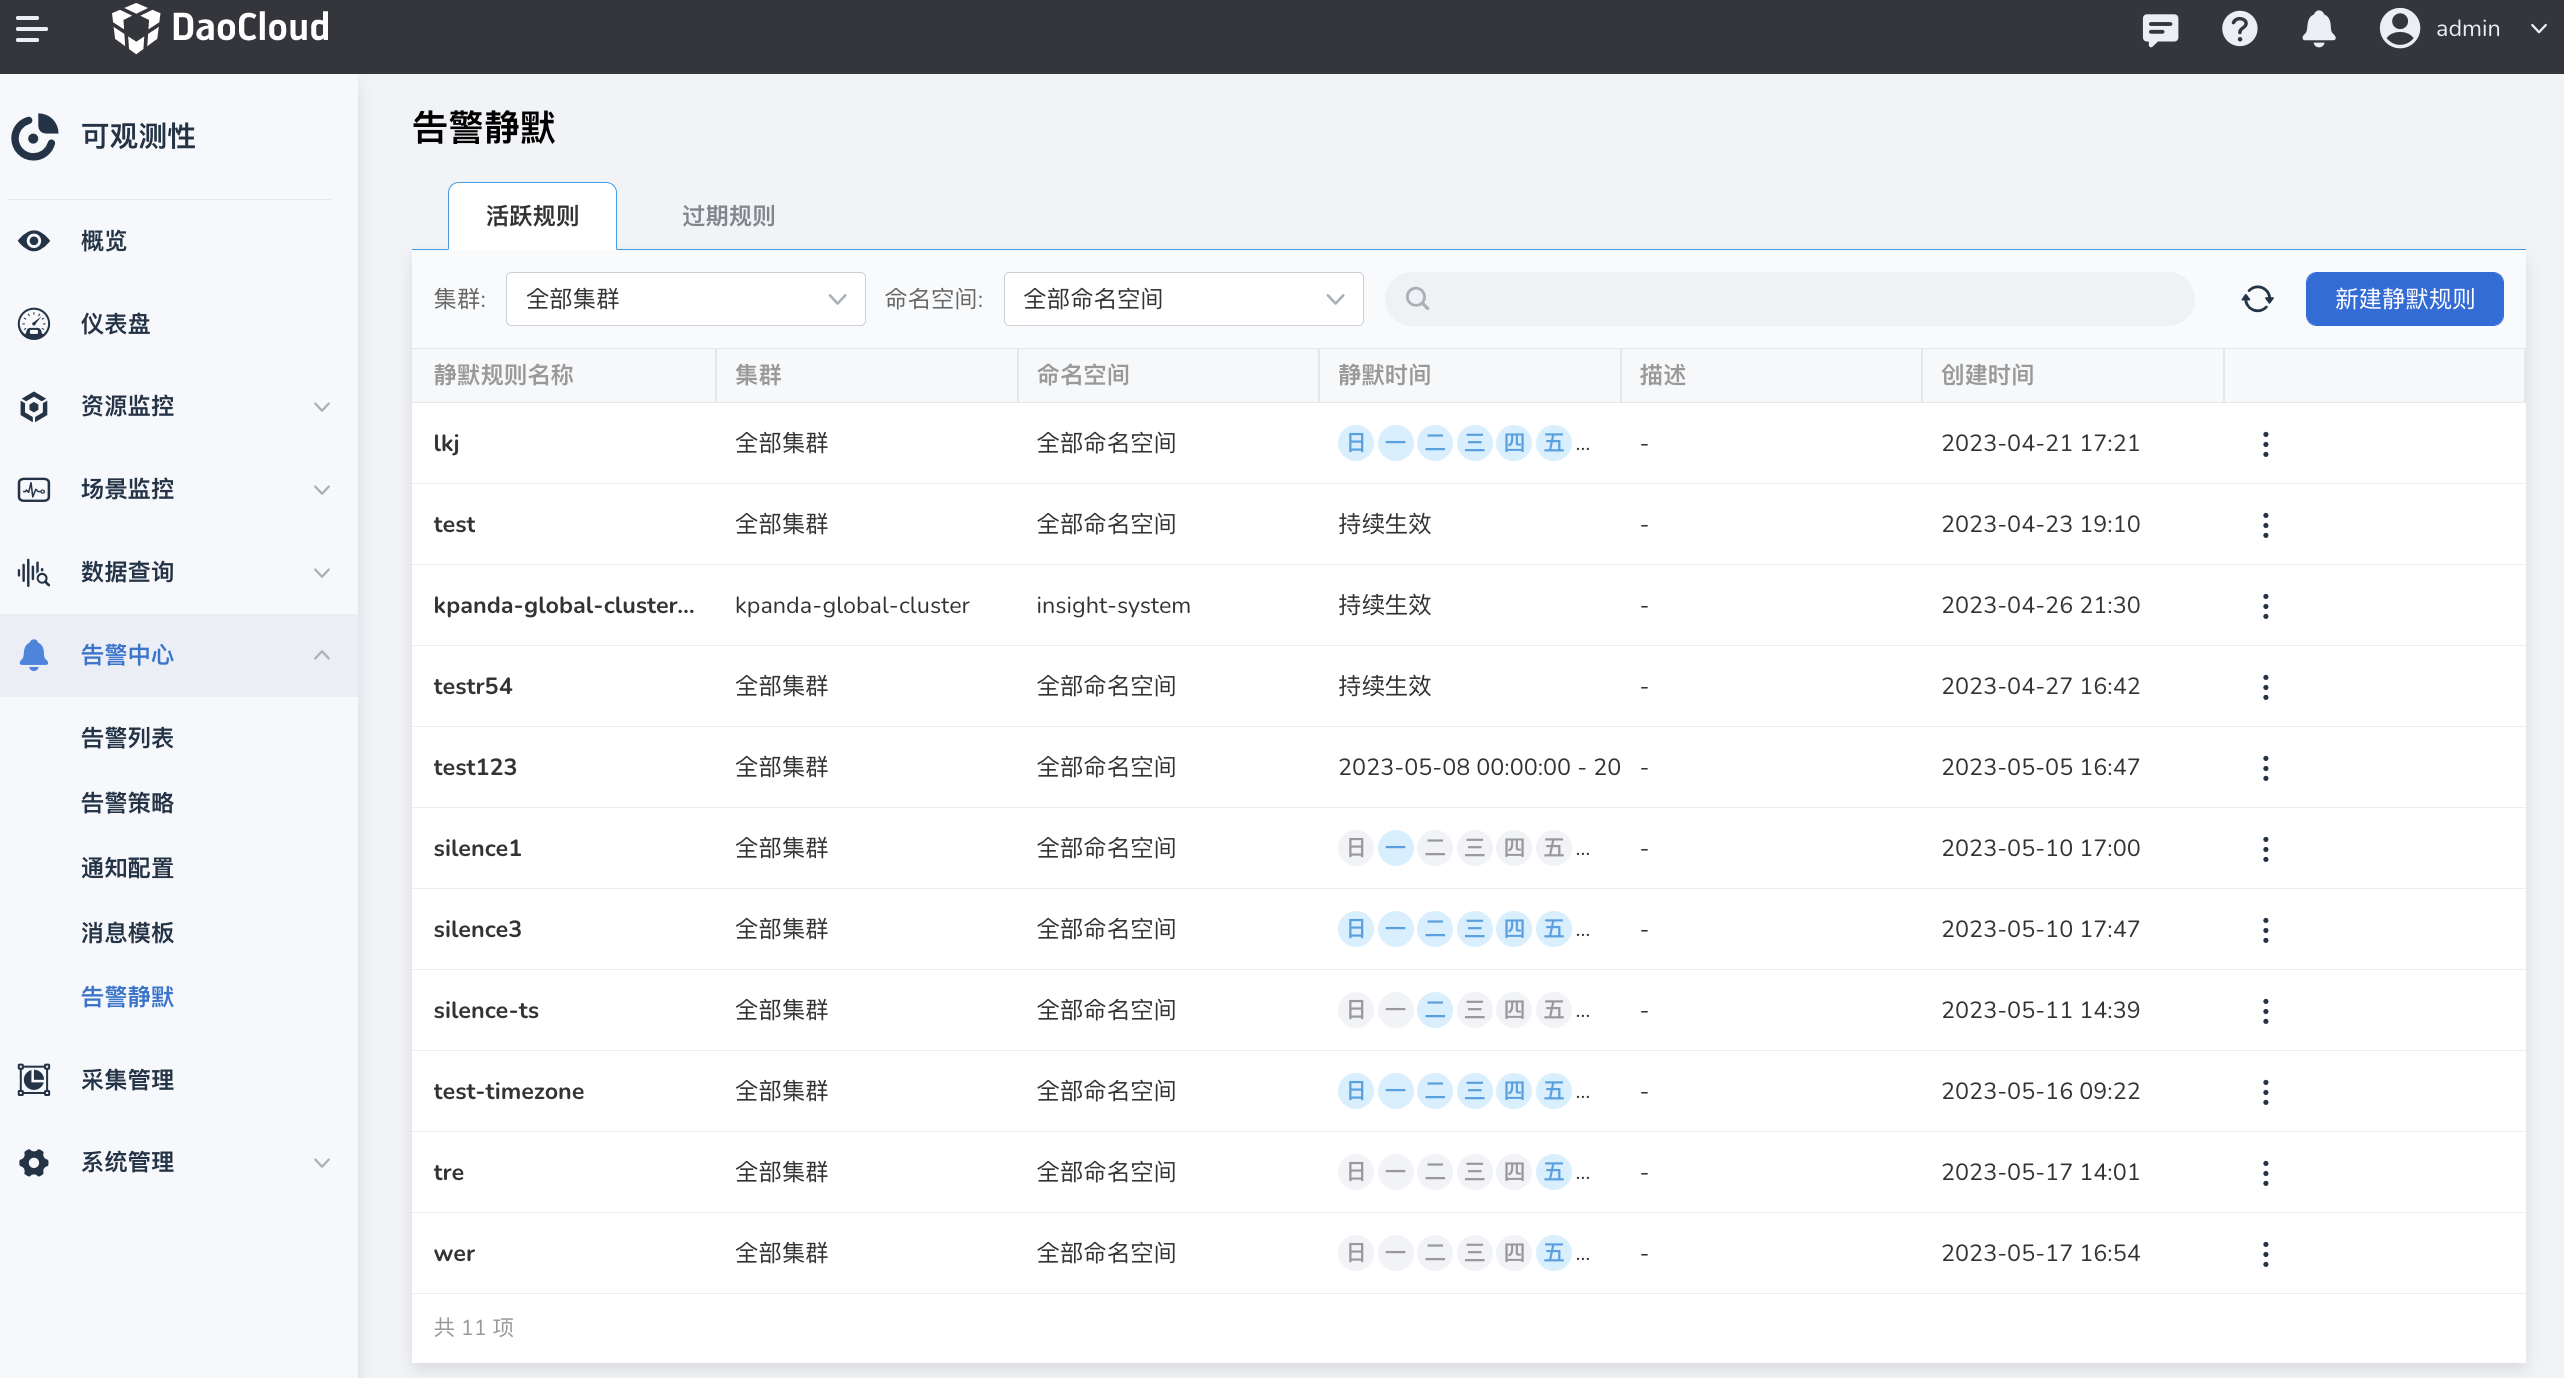 DaoCloud
admin
可观测性
概览
仪表盘
资源监控
场景监控
数据查询
告警中心
告警列表
告警策略
通知配置
消息模板
告警静默
采集管理
系统管理
告警静默
活跃规则 过期规则
集群: 全部集群 命名空间: 全部命名空间 新建静默规则
静默规则名称 集群 命名空间 静默时间 描述 创建时间
lkj 全部集群 全部命名空间 日 一 二 三 四 五 ... - 2023-04-21 17:21
test 全部集群 全部命名空间 持续生效 - 2023-04-23 19:10
kpanda-global-cluster... kpanda-global-cluster insight-system 持续生效 - 2023-04-26 21:30
testr54 全部集群 全部命名空间 持续生效 - 2023-04-27 16:42
test123 全部集群 全部命名空间 2023-05-08 00:00:00 - 20 - 2023-05-05 16:47
silence1 全部集群 全部命名空间 日 一 二 三 四 五 ... - 2023-05-10 17:00
silence3 全部集群 全部命名空间 日 一 二 三 四 五 ... - 2023-05-10 17:47
silence-ts 全部集群 全部命名空间 日 一 二 三 四 五 ... - 2023-05-11 14:39
test-timezone 全部集群 全部命名空间 日 一 二 三 四 五 ... - 2023-05-16 09:22
tre 全部集群 全部命名空间 日 一 二 三 四 五 ... - 2023-05-17 14:01
wer 全部集群 全部命名空间 日 一 二 三 四 五 ... - 2023-05-17 16:54
共 11 项